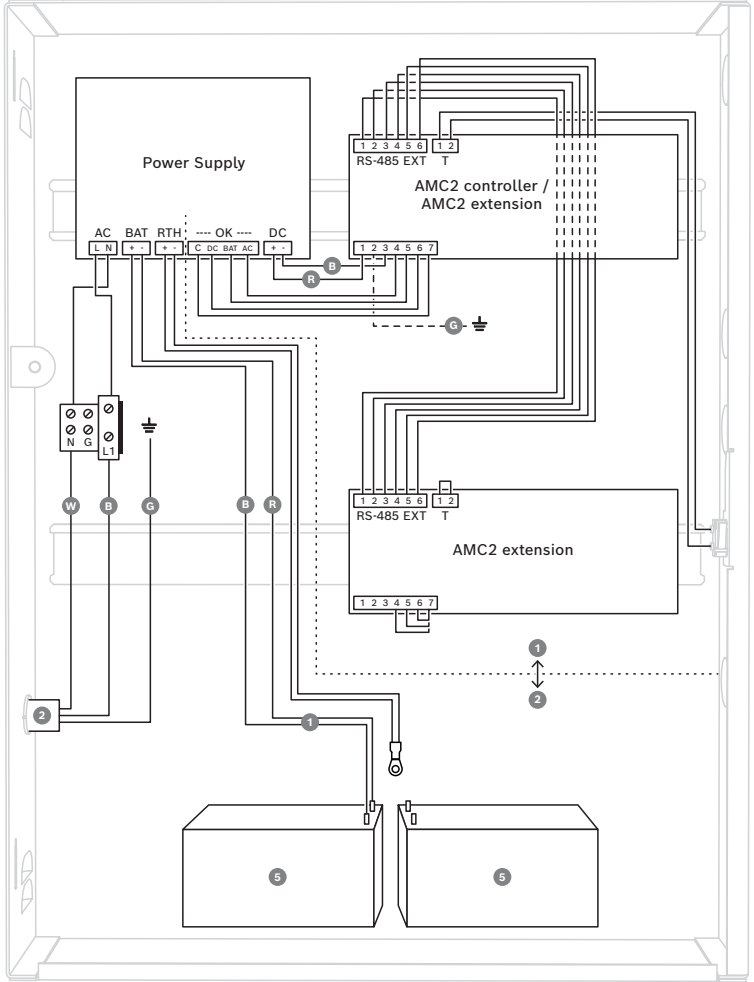 Power Supply
AC BAT RTH ---- OK ---- DC
L N + - + - C DC BAT AC + -
1 2 3 4 5 6 1 2
RS-485 EXT T
AMC2 controller /
AMC2 extension
1 2 3 4 5 6 7
B
R
G
N G L1
W B G B R
1 2 3 4 5 6 1 2
RS-485 EXT T
AMC2 extension
1 2 3 4 5 6 7
1
2
2
1
5 5